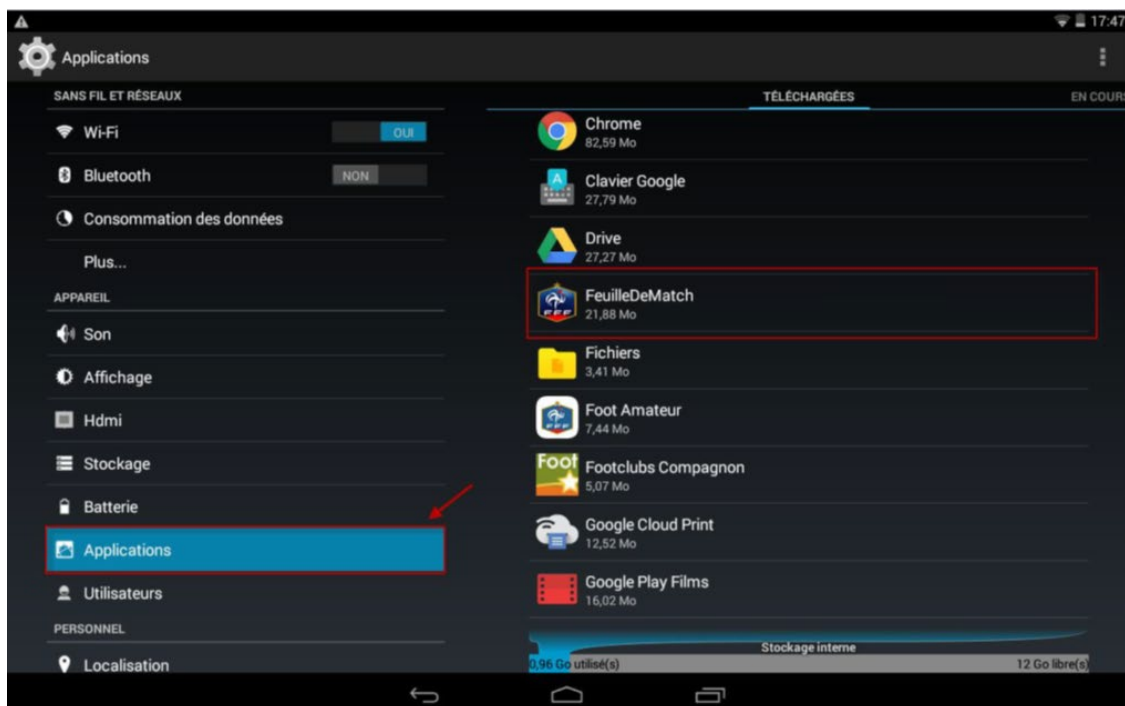 17:47
Applications
SANS FIL ET RÉSEAUX
Wi-Fi
OUI
Bluetooth
NON
Consommation des données
Plus...
APPAREIL
Son
Affichage
Hdmi
Stockage
Batterie
Applications
Utilisateurs
PERSONNEL
Localisation
TÉLÉCHARGÉES
EN COURS
Chrome
82,59 Mo
A
Clavier Google
27,79 Mo
Drive
27,27 Mo
FFF
FeuilleDeMatch
21,88 Mo
Fichiers
3,41 Mo
FFF
Foot Amateur
7,44 Mo
Foot
Footclubs Compagnon
5,07 Mo
Google Cloud Print
12,52 Mo
Google Play Films
16,02 Mo
Stockage interne
0,96 Go utilisé(s)
12 Go libre(s)